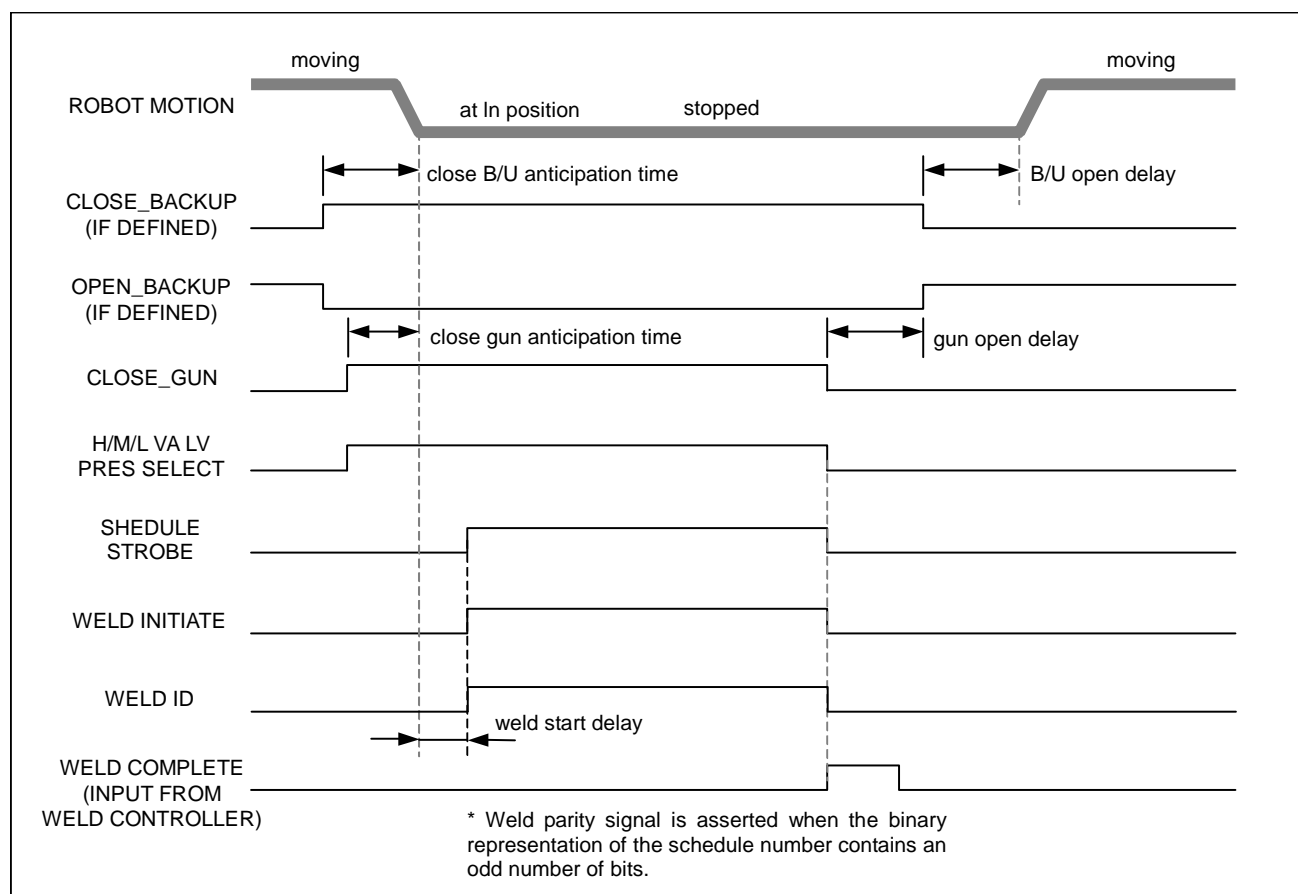 moving
moving
ROBOT MOTION
at In position
stopped
close B/U anticipation time
B/U open delay
CLOSE_BACKUP
(IF DEFINED)
OPEN_BACKUP
(IF DEFINED)
close gun anticipation time
gun open delay
CLOSE_GUN
H/M/L VA LV
PRES SELECT
SHEDULE
STROBE
WELD INITIATE
WELD ID
weld start delay
WELD COMPLETE
(INPUT FROM
WELD CONTROLLER)
* Weld parity signal is asserted when the binary
representation of the schedule number contains an
odd number of bits.